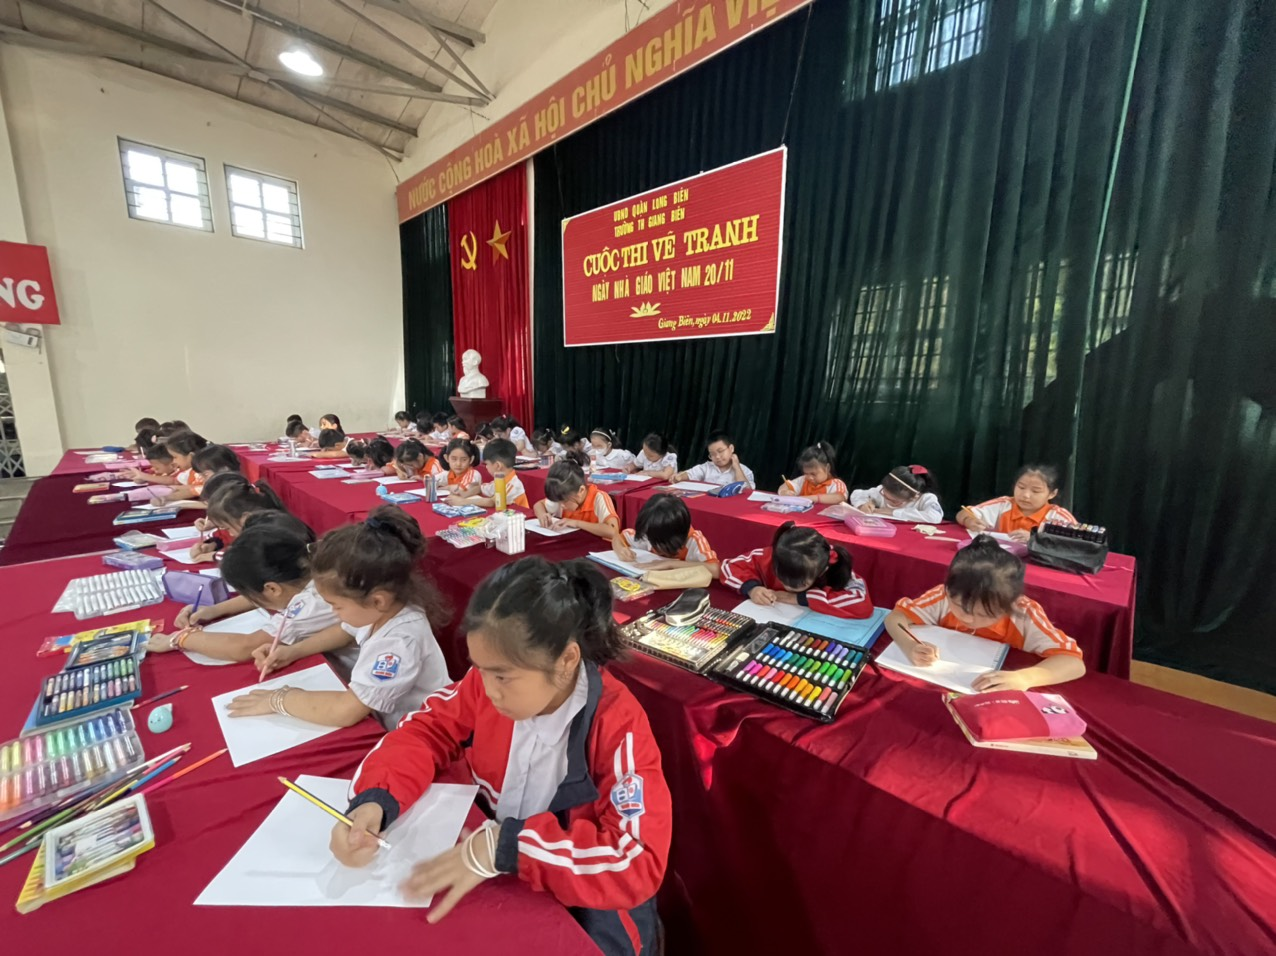 NƯỚC CỘNG HOÀ XÃ HỘI CHỦ NGHĨA VIỆ
UBND QUẬN LONG BIÊN
TRƯỜNG TH GIANG BIÊN
CUÔC THI VẼ TRANH
NGÀY NHÀ GIÁO VIỆT NAM 20/11
Giang Biên, ngày 04.11.2022
NG